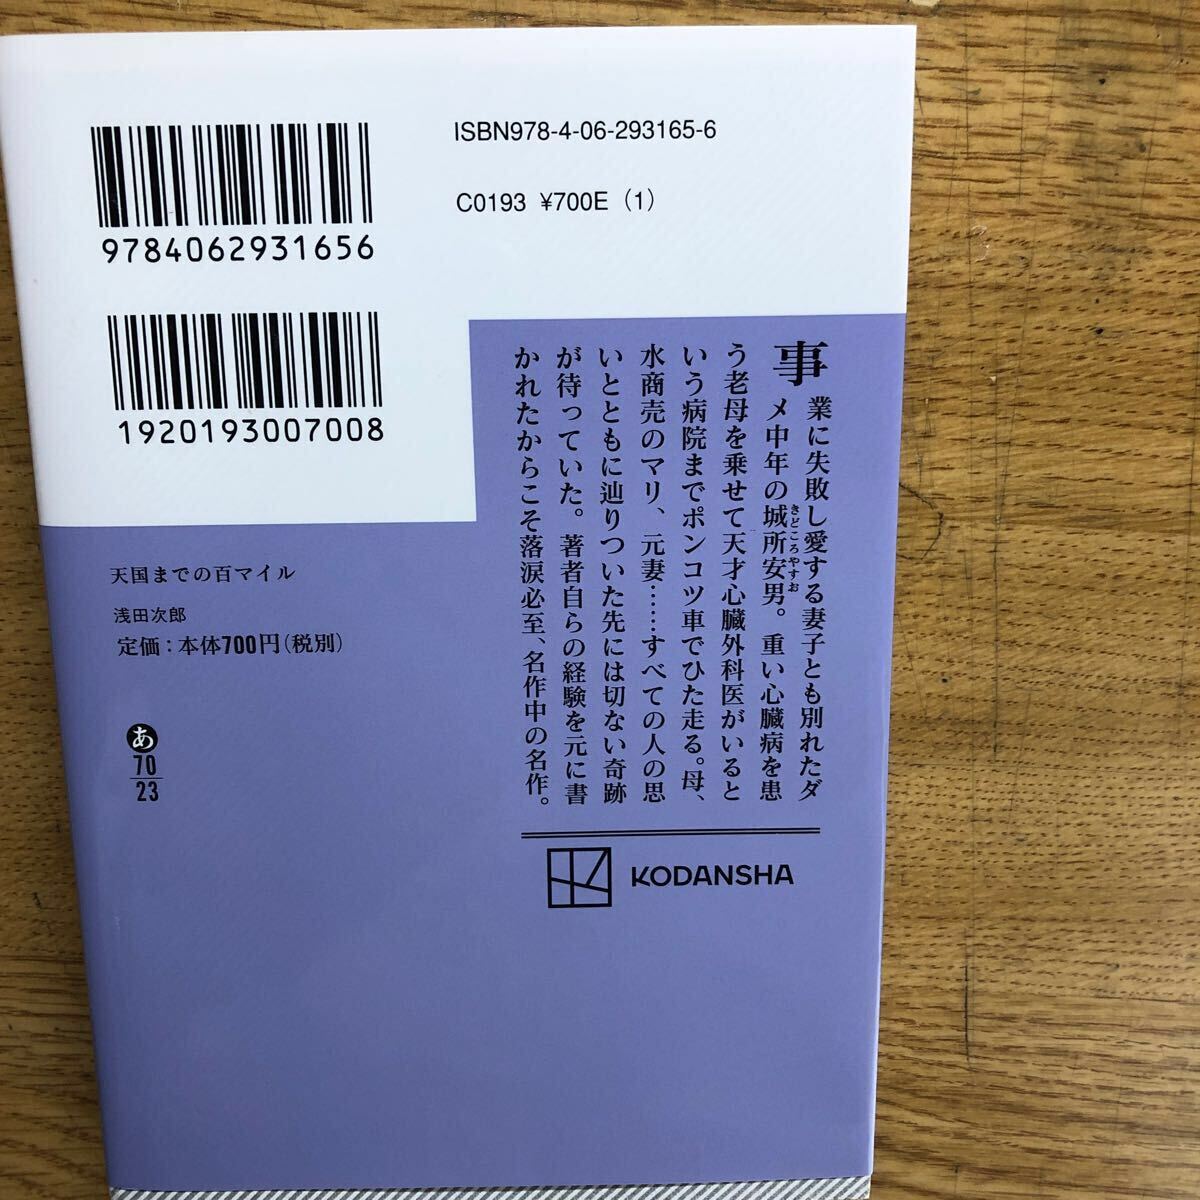 ISBN978-4-06-293165-6
C0193 ¥700E (1)
9784062931656
1920193007008
事業に失敗し愛する妻子とも別れたダ
メ中年の城所安男。重い心臓病を患
きどころやすお
う老母を乗せて天才心臓外科医がいると
いう病院までポンコツ車でひた走る。母、
水商売のマリ、元妻……すべての人の思
いとともに辿りついた先には切ない奇跡
が待っていた。著者自らの経験を元に書
かれたからこそ落涙必至、名作中の名作。
KODANSHA
天国までの百マイル
浅田次郎
定価:本体700円(税別)
あ
70
23